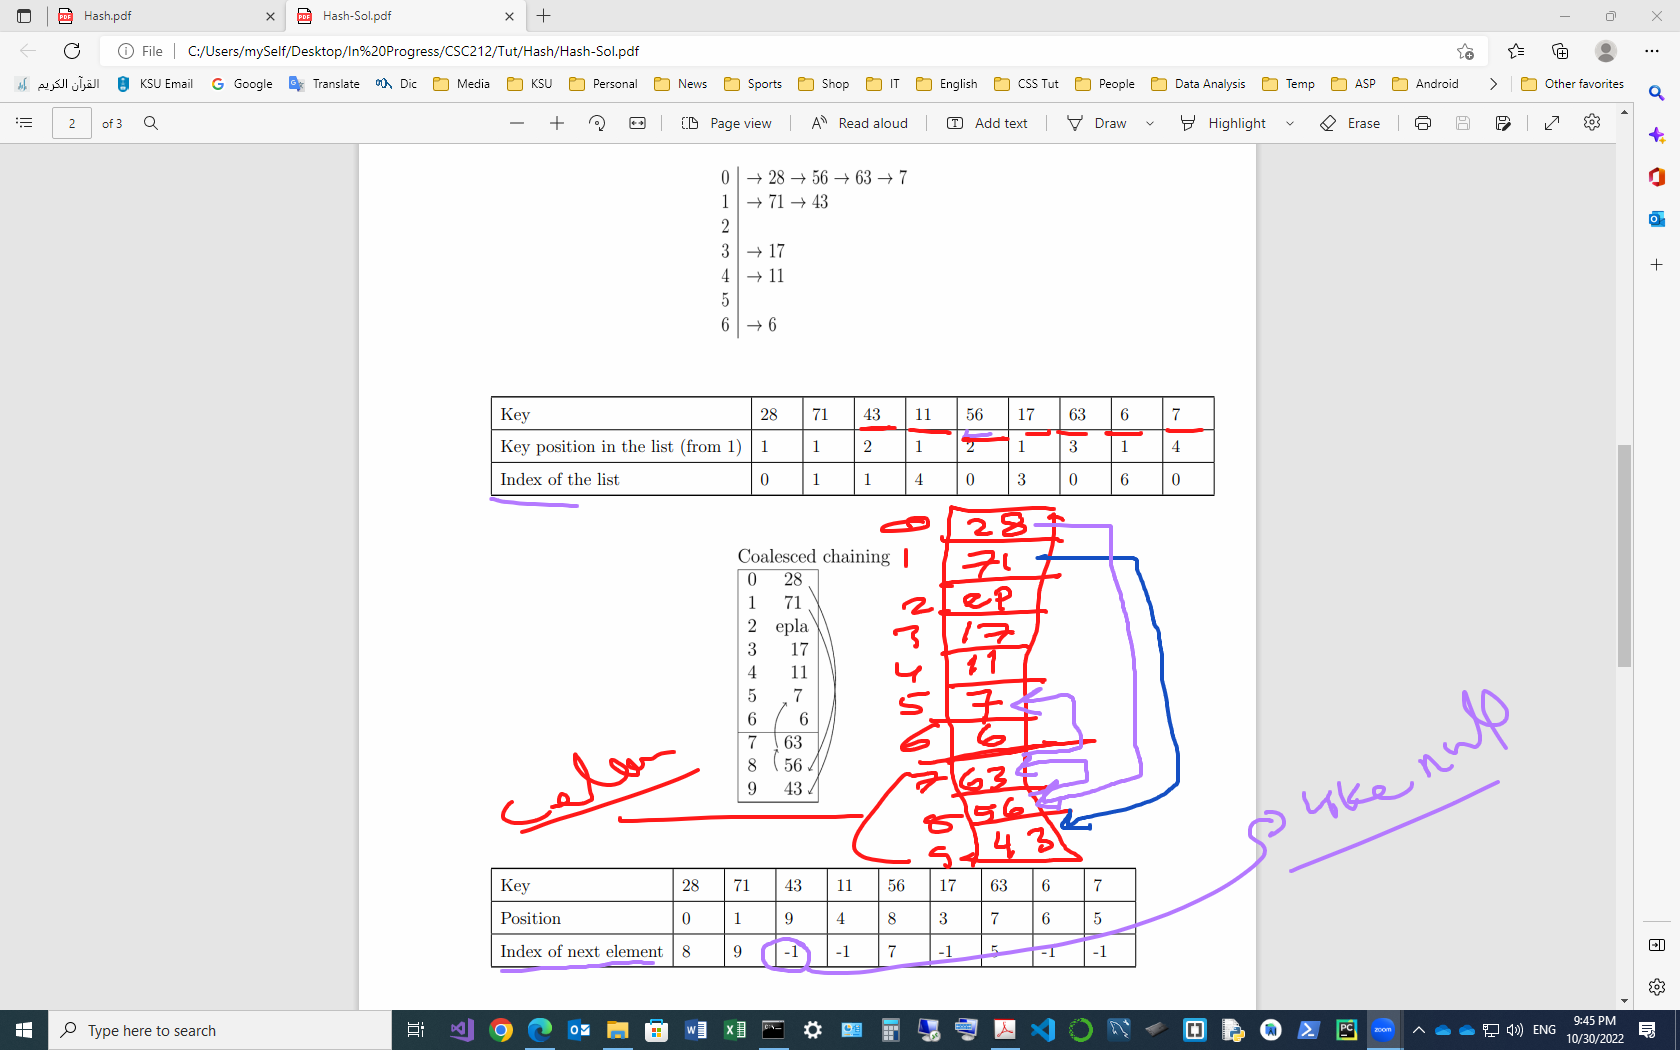 Hash.pdf
Hash-Sol.pdf
File C:/Users/mySelf/Desktop/In%20Progress/CSC212/Tut/Hash/Hash-Sol.pdf
القرآن الكريم KSU Email Google Translate Dic Media KSU Personal News Sports Shop IT English CSS Tut People Data Analysis Temp ASP Android Other favorites
2 of 3 Page view Read aloud Add text Draw Highlight Erase
0 → 28 → 56 → 63 → 7
1 → 71 → 43
2
3 → 17
4 → 11
5
6 → 6
Key 28 71 43 11 56 17 63 6 7
Key position in the list (from 1) 1 1 2 1 2 1 3 1 4
Index of the list 0 1 1 4 0 3 0 6 0
Coalesced chaining
0 28
1 71
2 epla
3 17
4 11
5 7
6 6
7 63
8 56
9 43
0 28
1 71
2 ep
3 17
4 11
5 7
6 6
7 63
8 56
9 43
like null
Key 28 71 43 11 56 17 63 6 7
Position 0 1 9 4 8 3 7 6 5
Index of next element 8 9 -1 -1 7 -1 5 -1 -1
Type here to search
ENG
9:45 PM
10/30/2022
zoom